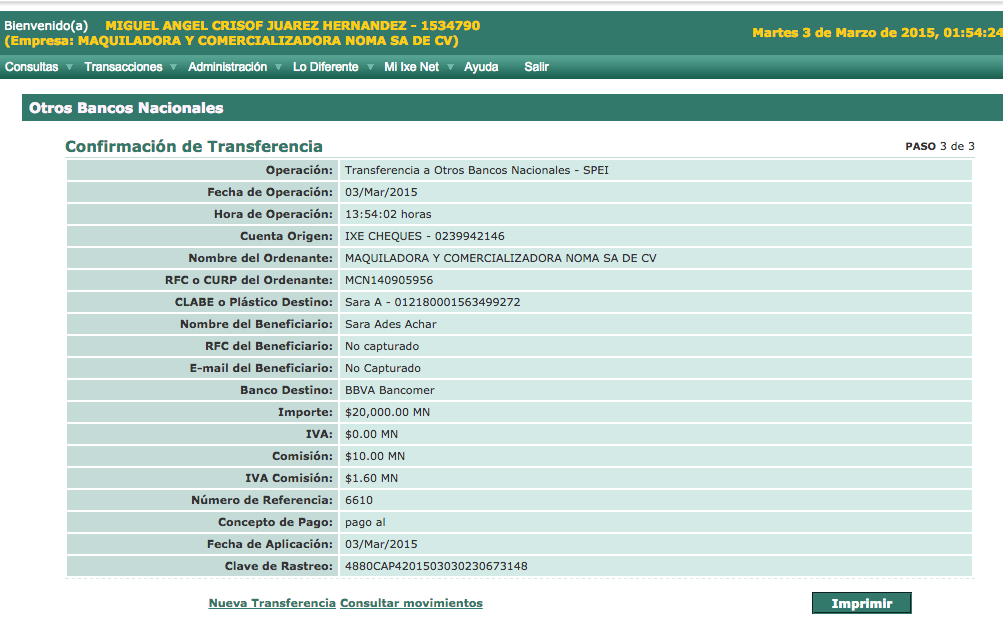 Bienvenido(a) MIGUEL ANGEL CRISOF JUAREZ HERNANDEZ - 1534790
(Empresa: MAQUILADORA Y COMERCIALIZADORA NOMA SA DE CV)
Martes 3 de Marzo de 2015, 01:54:24
Consultas Transacciones Administración Lo Diferente Mi Ixe Net Ayuda Salir
Otros Bancos Nacionales
Confirmación de Transferencia PASO 3 de 3
Operación: Transferencia a Otros Bancos Nacionales - SPEI
Fecha de Operación: 03/Mar/2015
Hora de Operación: 13:54:02 horas
Cuenta Origen: IXE CHEQUES - 0239942146
Nombre del Ordenante: MAQUILADORA Y COMERCIALIZADORA NOMA SA DE CV
RFC o CURP del Ordenante: MCN140905956
CLABE o Plástico Destino: Sara A - 012180001563499272
Nombre del Beneficiario: Sara Ades Achar
RFC del Beneficiario: No capturado
E-mail del Beneficiario: No Capturado
Banco Destino: BBVA Bancomer
Importe: $20,000.00 MN
IVA: $0.00 MN
Comisión: $10.00 MN
IVA Comisión: $1.60 MN
Número de Referencia: 6610
Concepto de Pago: pago al
Fecha de Aplicación: 03/Mar/2015
Clave de Rastreo: 4880CAP4201503030230673148
Nueva Transferencia Consultar movimientos Imprimir